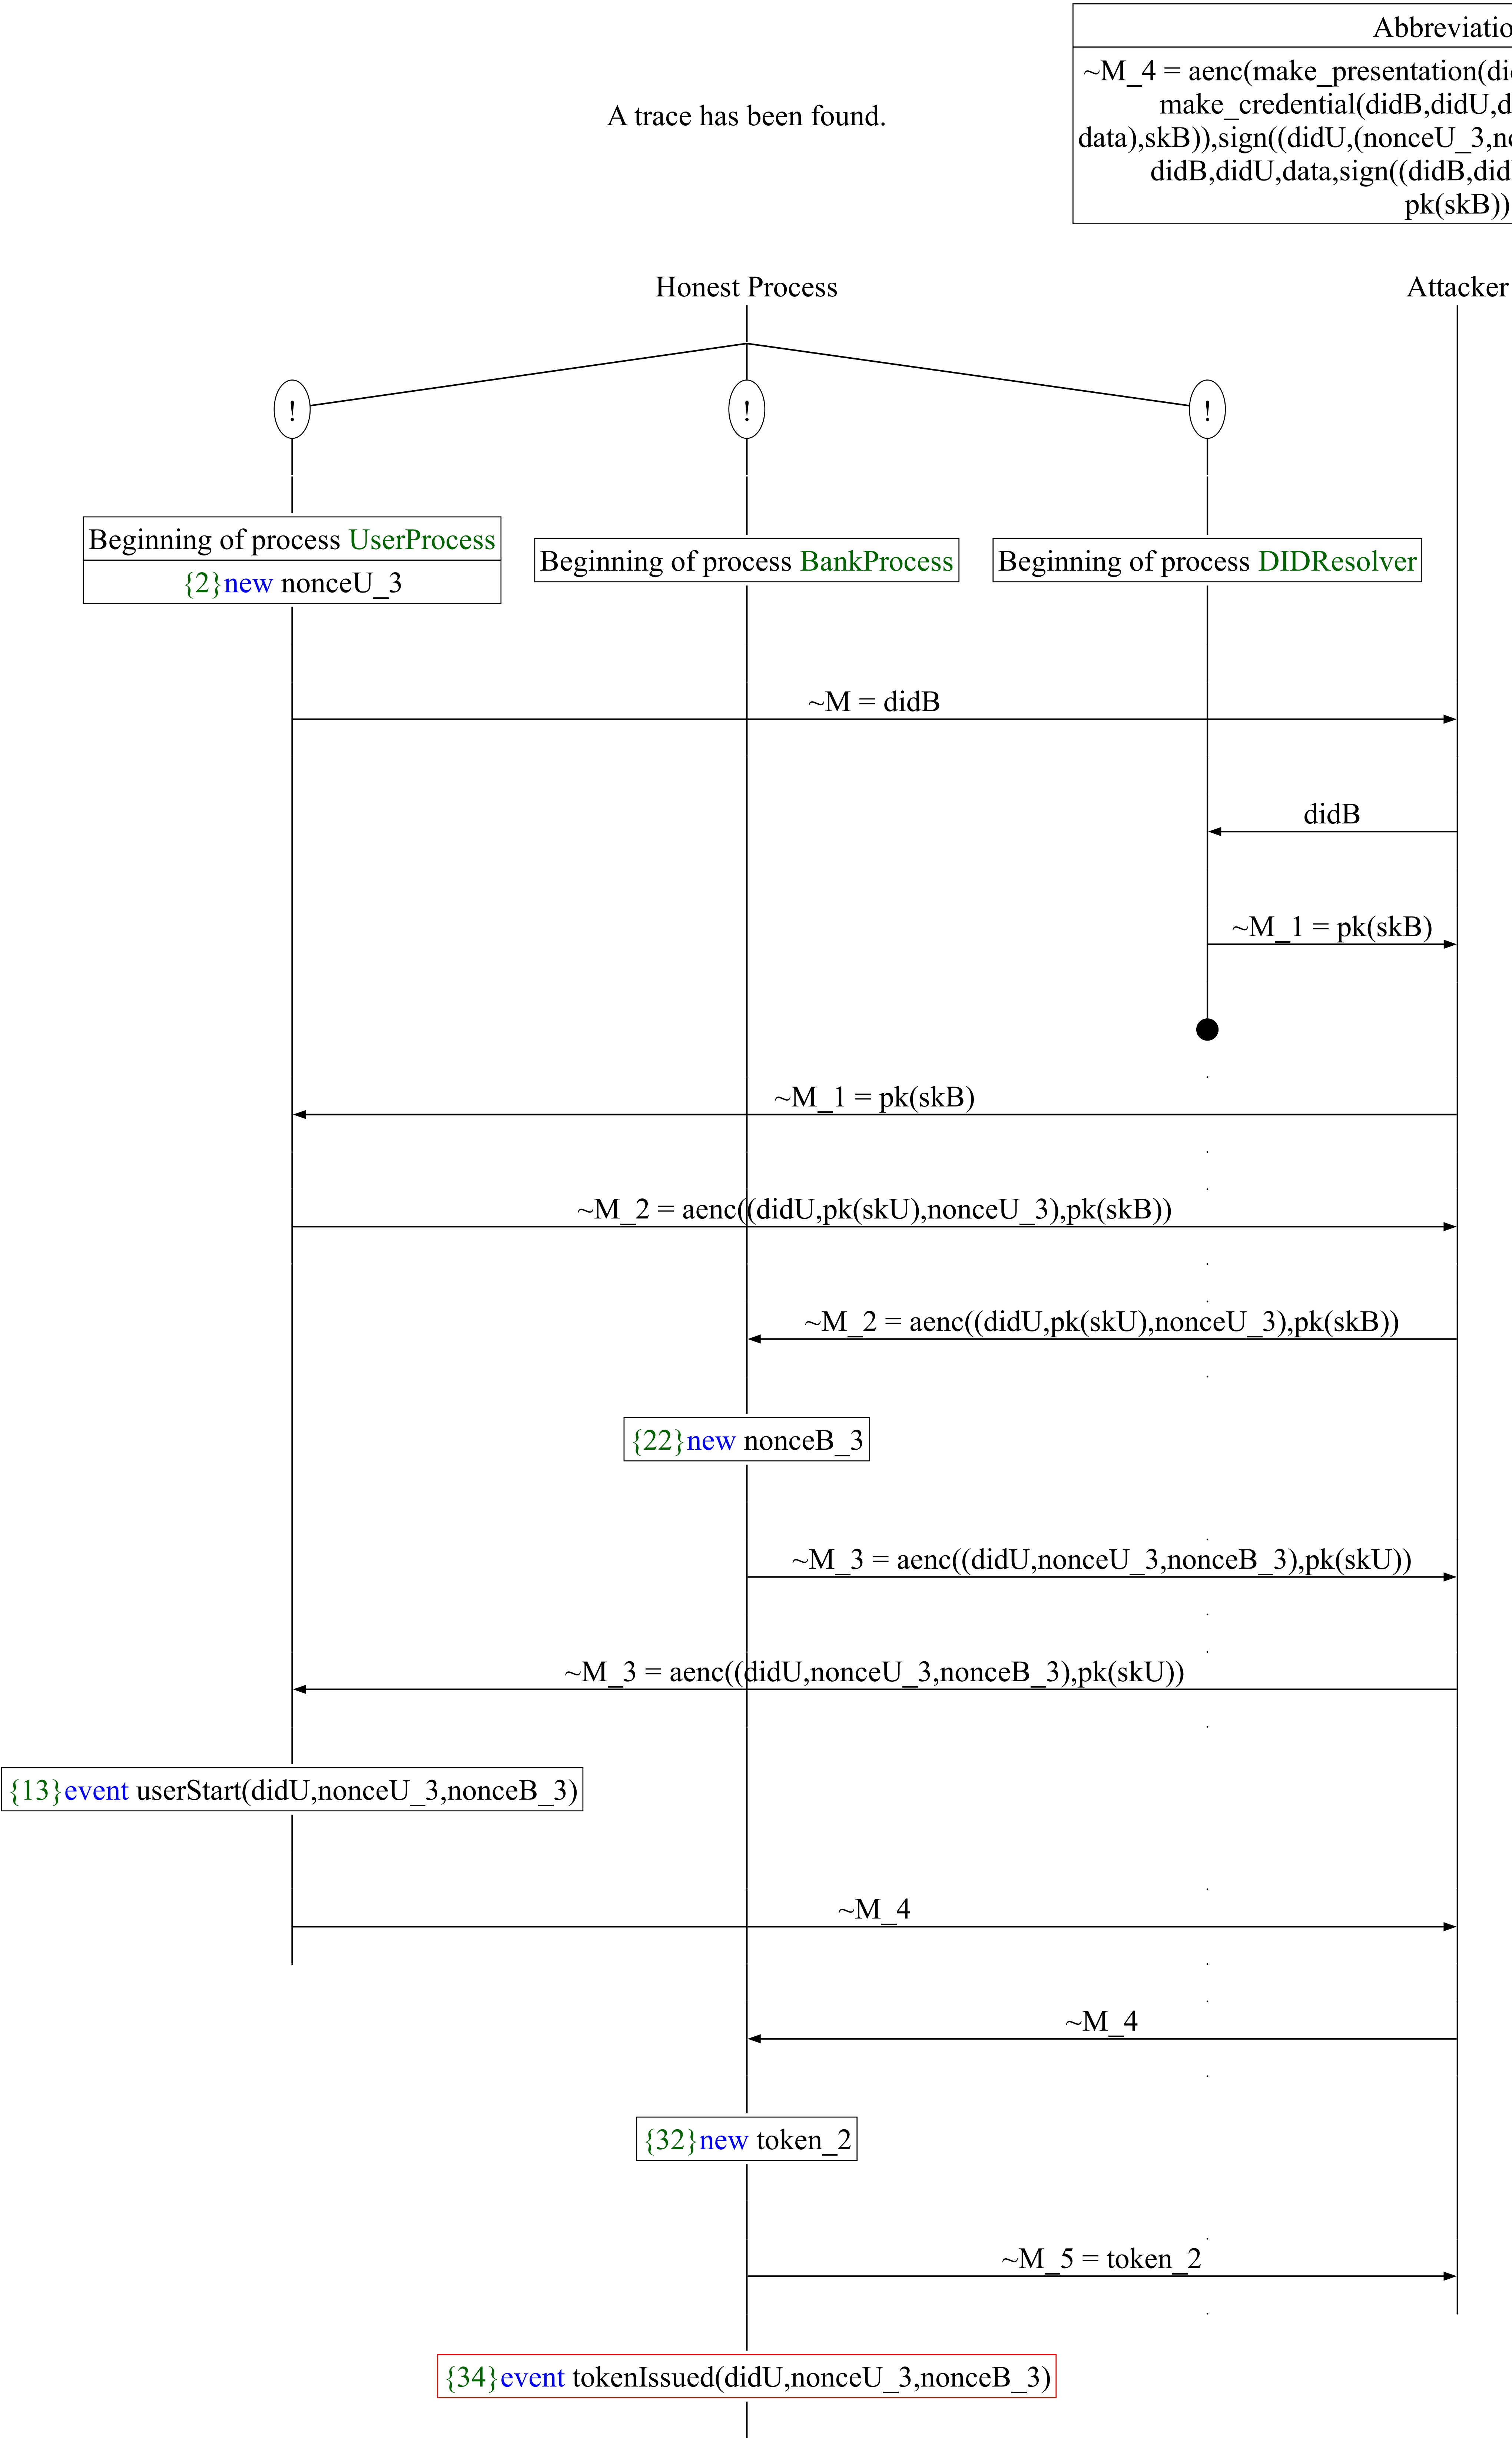 Abbreviatio
~M_4 = aenc(make_presentation(di
make_credential(didB,didU,d
data),skB)),sign((didU,(nonceU_3,n
didB,didU,data,sign((didB,did
pk(skB))
A trace has been found.
Honest Process
Attacker
!
!
!
Beginning of process UserProcess
{2}new nonceU_3
Beginning of process BankProcess
Beginning of process DIDResolver
~M = didB
didB
~M_1 = pk(skB)
~M_1 = pk(skB)
~M_2 = aenc((didU,pk(skU),nonceU_3),pk(skB))
~M_2 = aenc((didU,pk(skU),nonceU_3),pk(skB))
{22}new nonceB_3
~M_3 = aenc((didU,nonceU_3,nonceB_3),pk(skU))
~M_3 = aenc((didU,nonceU_3,nonceB_3),pk(skU))
{13}event userStart(didU,nonceU_3,nonceB_3)
~M_4
~M_4
{32}new token_2
~M_5 = token_2
{34}event tokenIssued(didU,nonceU_3,nonceB_3)